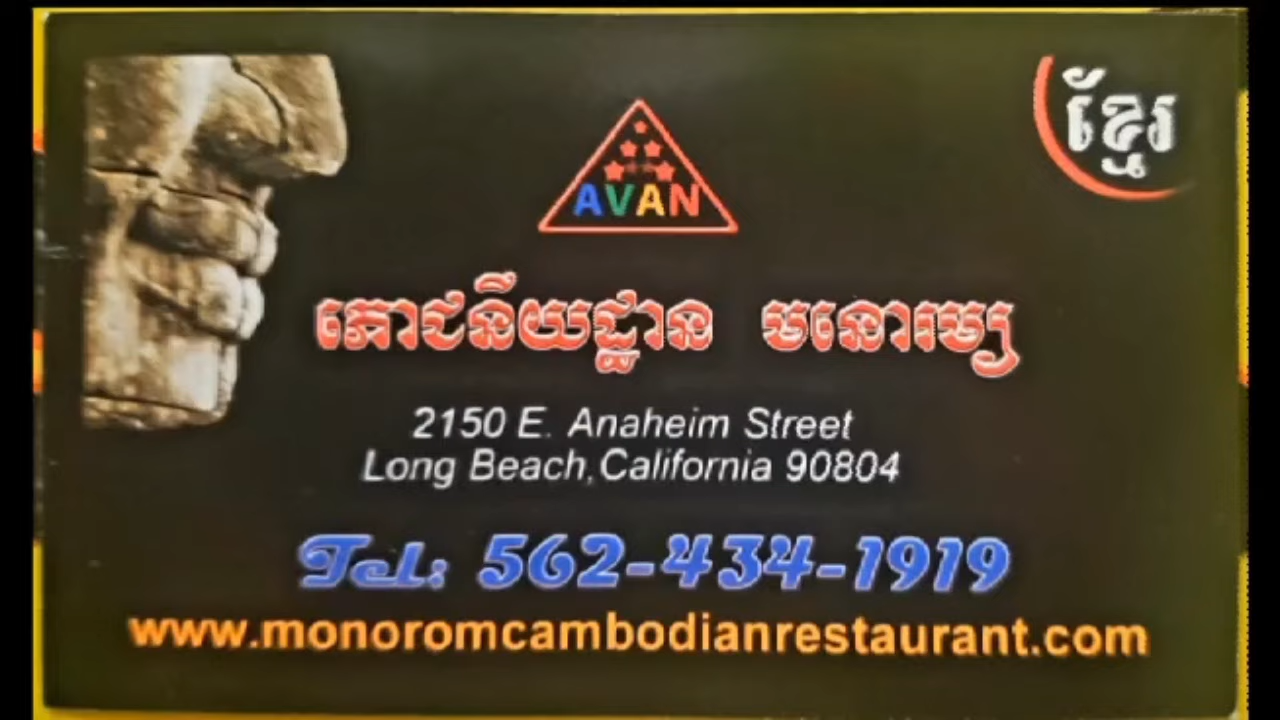 ខ្មែរ
AVAN
ភោជនីយដ្ឋាន មនោរម្យ
2150 E. Anaheim Street
Long Beach, California 90804
Tel: 562-434-1919
www.monoromcambodianrestaurant.com